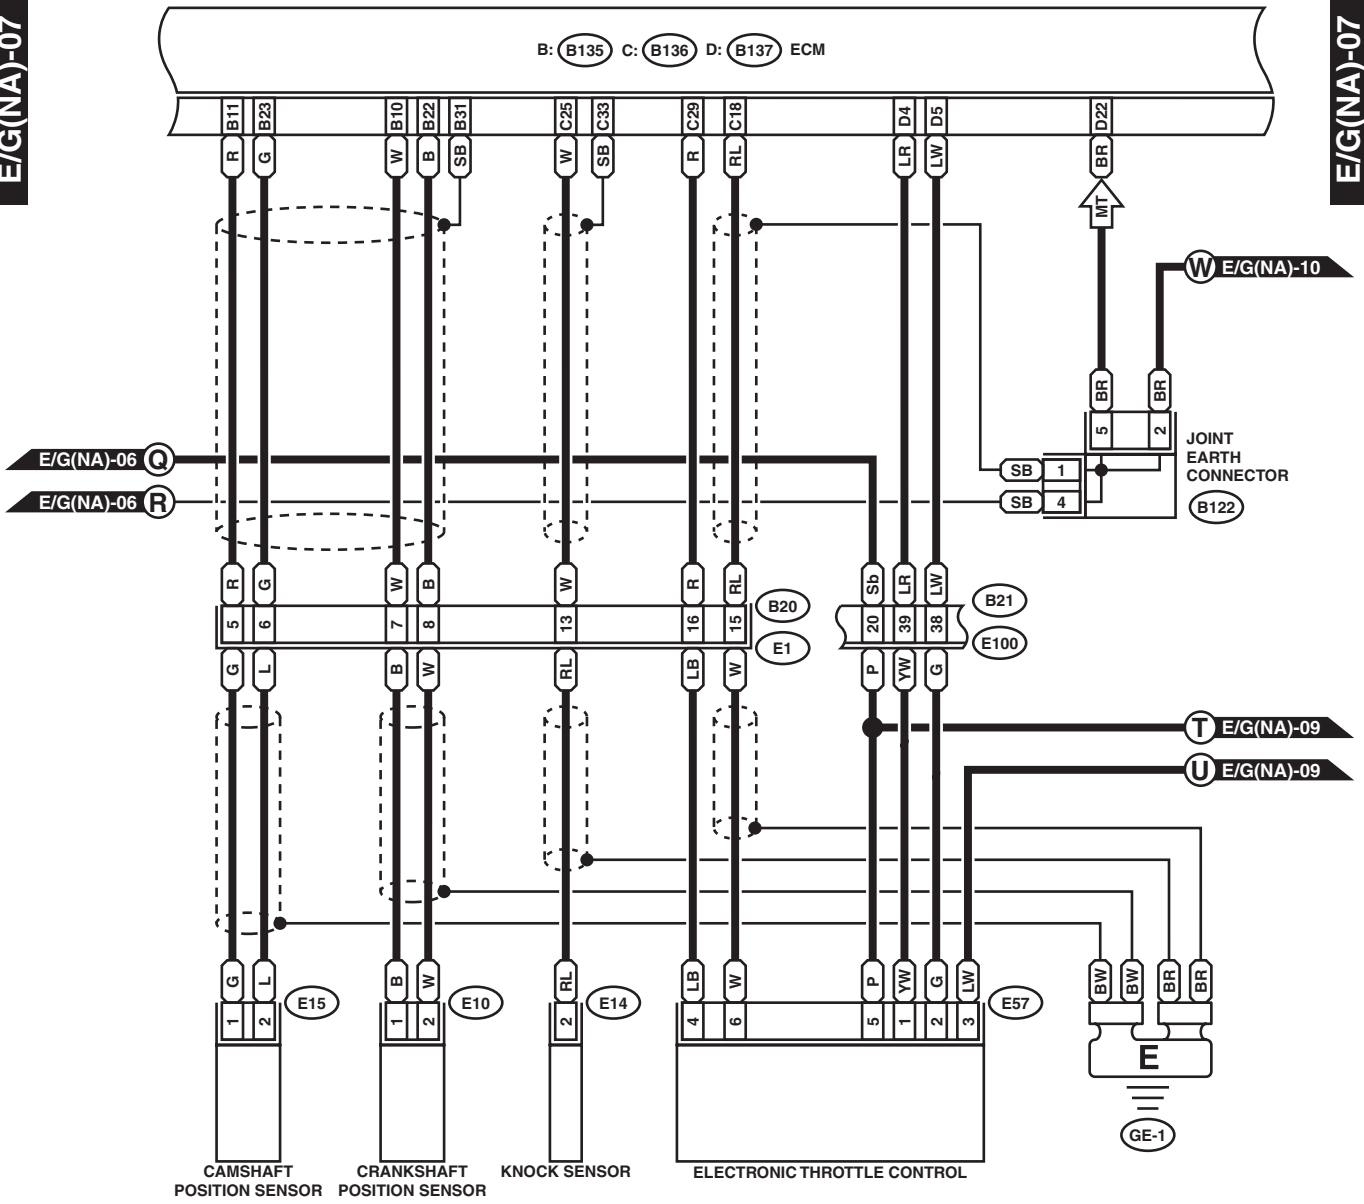 E/G(NA)-07
E/G(NA)-07
B: B135 C: B136 D: B137 ECM
B11 B23 B10 B22 B31 C25 C33 C29 C18 D4 D5 D22
R G W B SB W SB R RL LR LW BR
MT
W E/G(NA)-10
BR BR
5 2
JOINT
EARTH
CONNECTOR
B122
E/G(NA)-06 Q
SB 1
E/G(NA)-06 R
SB 4
R G W B W R RL Sb LR LW
5 6 7 8 13 16 15 B20 20 39 38 B21
E1 E100
G L B W RL LB W P YW G
T E/G(NA)-09
U E/G(NA)-09
G L B W RL LB W P YW G LW BW BW BR BR
1 2 E15 1 2 E10 2 E14 4 6 5 1 2 3 E57
E
GE-1
CAMSHAFT
POSITION SENSOR
CRANKSHAFT
POSITION SENSOR
KNOCK SENSOR
ELECTRONIC THROTTLE CONTROL